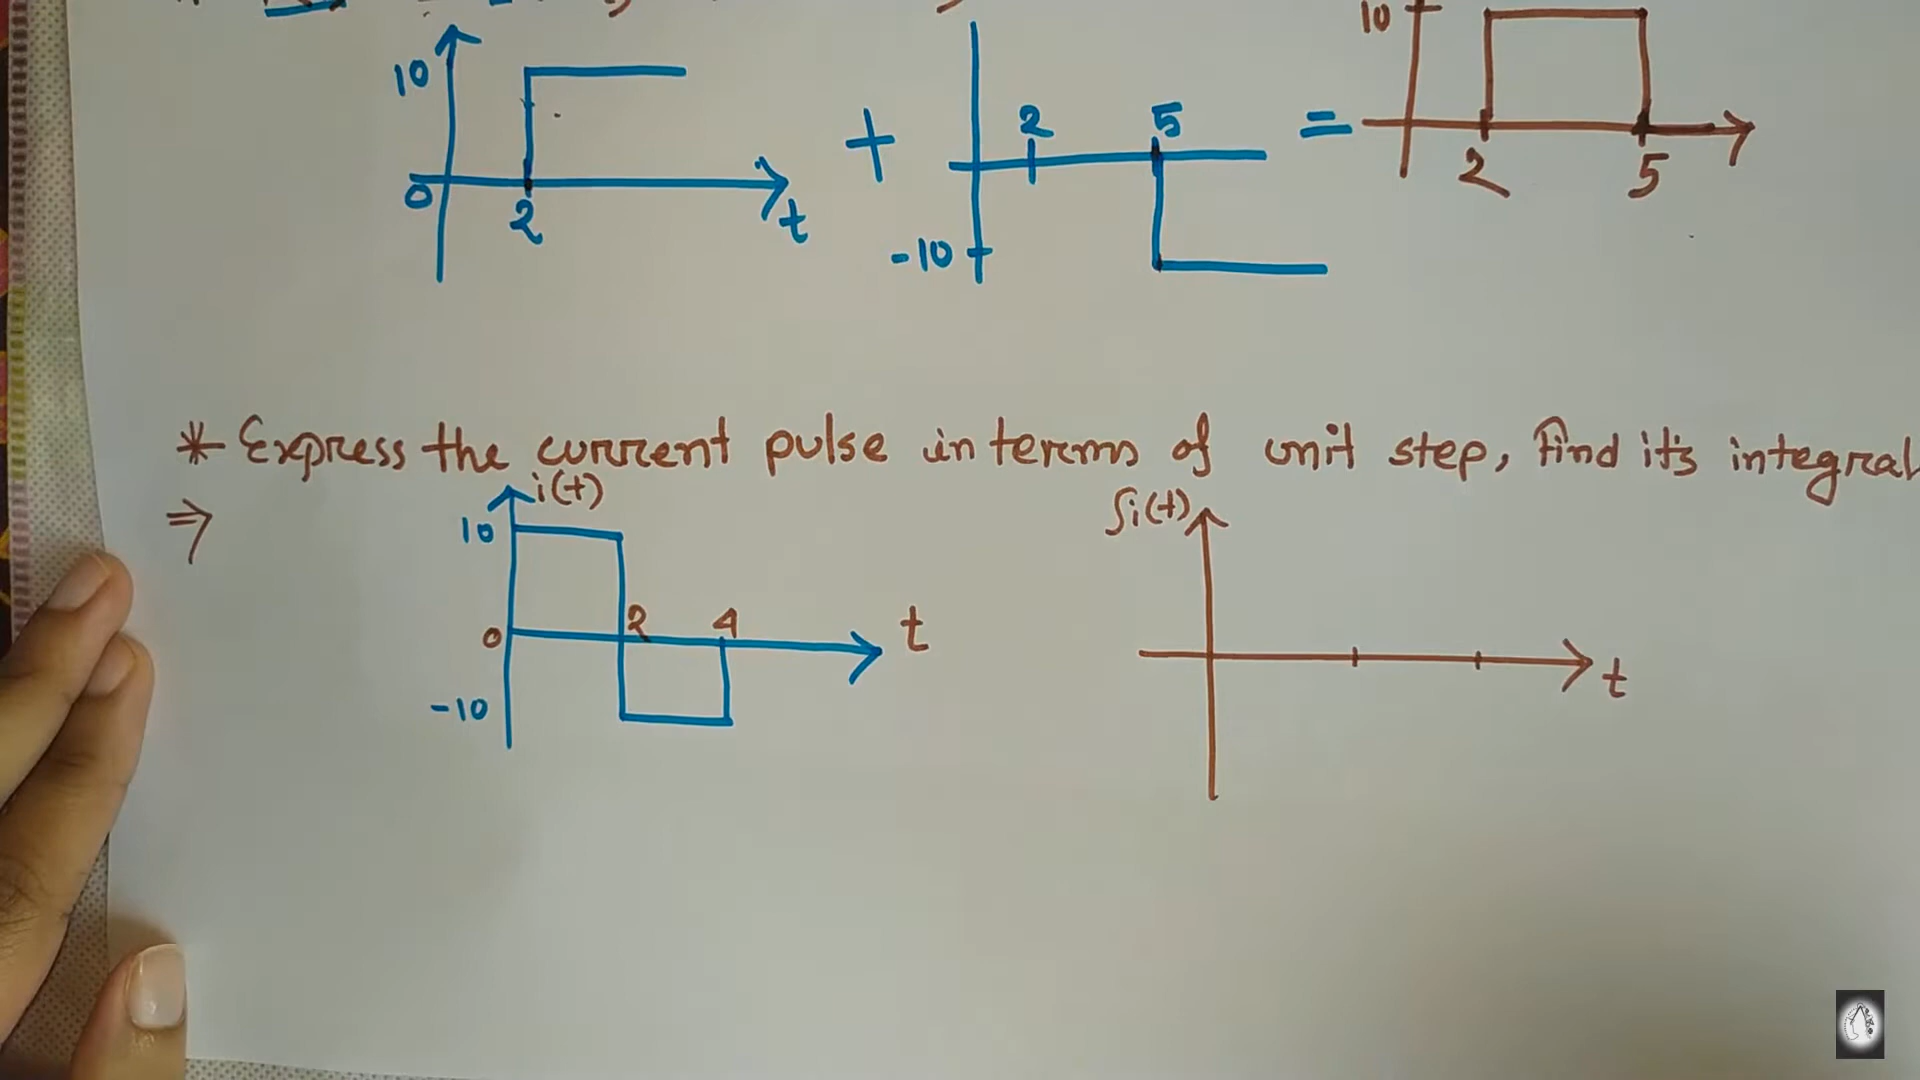 10
0
2
t
+
2
5
-10
=
10
2
5
* Express the current pulse in terms of unit step, Find it's integral
⇒
i(t)
10
0
2
4
-10
t
∫i(t)
t